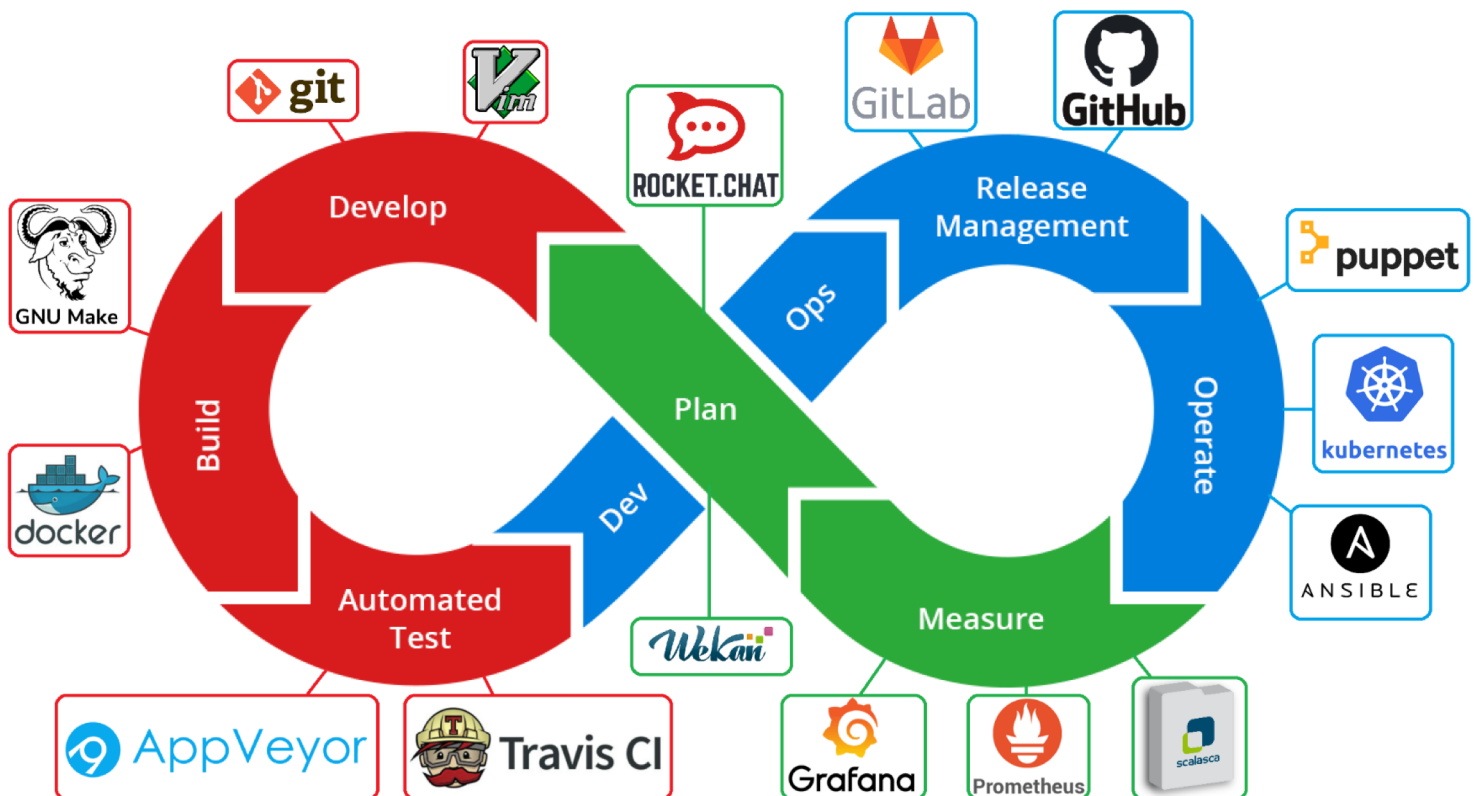 git
Vim
ROCKET.CHAT
GitLab
GitHub
GNU Make
Develop
Release
Management
puppet
Ops
Build
Plan
Operate
kubernetes
docker
Dev
ANSIBLE
Automated
Test
Measure
WeKan
AppVeyor
T
Travis CI
Grafana
Prometheus
scalasca